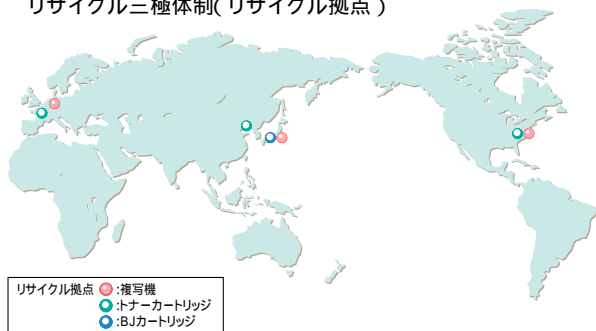 リサイクル三極体制(リサイクル拠点)
リサイクル拠点 :複写機
:トナーカートリッジ
:BJカートリッジ